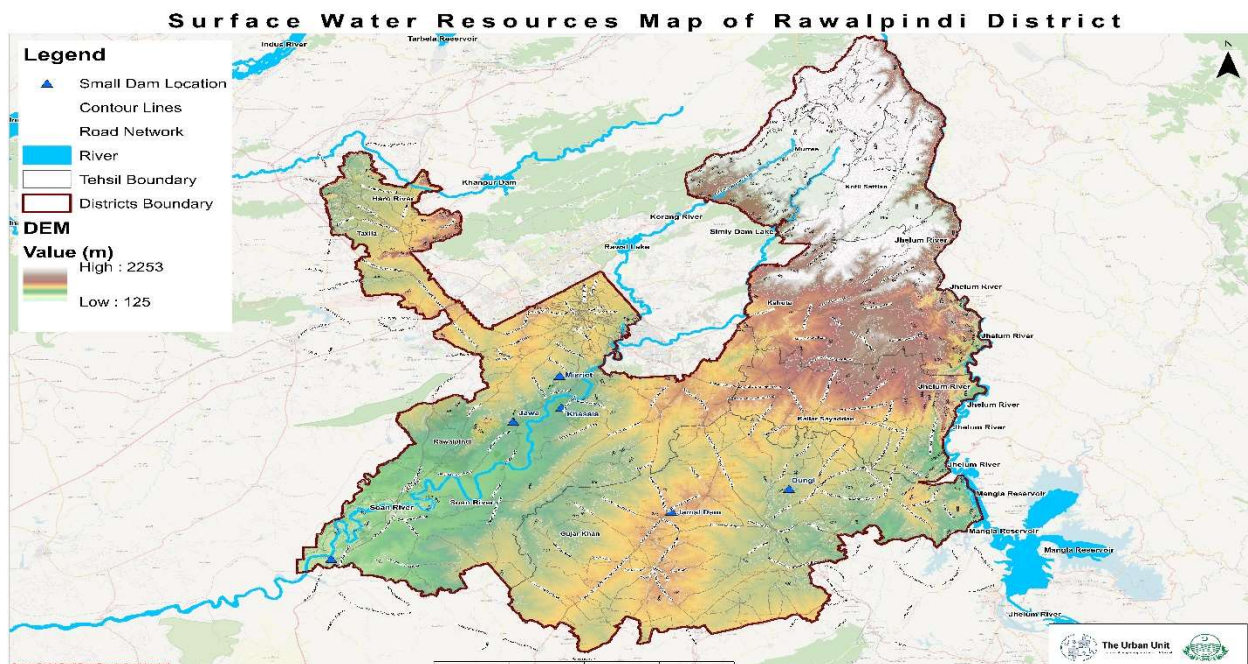 Surface Water Resources Map of Rawalpindi District
Legend
Small Dam Location
Contour Lines
Road Network
River
Tehsil Boundary
Districts Boundary
DEM
Value (m)
High : 2253
Low : 125
Indus River
Tarbela Reservoir
N
Murree
Khanpur Dam
Kotli Sattian
Haro River
Korang River
Taxila
Simly Dam Lake
Rawal Lake
Jhelum River
Jhelum River
Kahuta
Jhelum River
Jhelum River
Jhelum River
Misriot
Jhelum River
Khasala
Jawa
Kallar Sayaddan
Jhelum River
Rawalpindi
Jhelum River
Dungi
Mangla Reservoir
Soan River
Soan River
Jamal Dam
Mangla Reservoir
Gujar Khan
Mangla Reservoir
Jhelum River
The Urban Unit